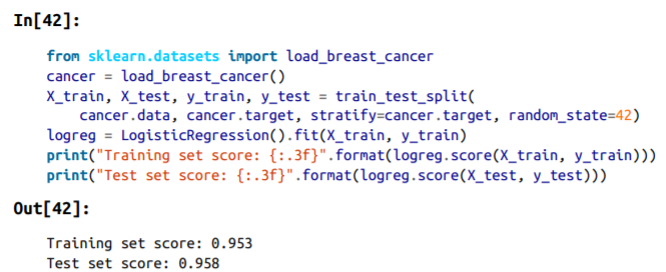 In[42]:
from sklearn.datasets import load_breast_cancer
cancer = load_breast_cancer()
X_train, X_test, y_train, y_test = train_test_split(
    cancer.data, cancer.target, stratify=cancer.target, random_state=42)
logreg = LogisticRegression().fit(X_train, y_train)
print("Training set score: {:.3f}".format(logreg.score(X_train, y_train)))
print("Test set score: {:.3f}".format(logreg.score(X_test, y_test)))
Out[42]:
Training set score: 0.953
Test set score: 0.958